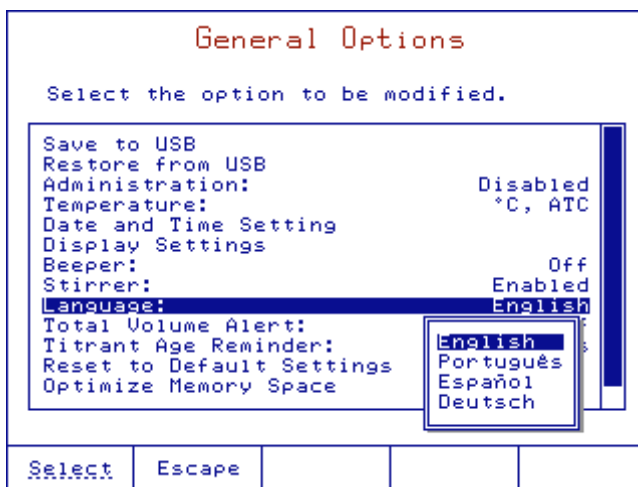 General Options
Select the option to be modified.
Save to USB
Restore from USB
Administration: Disabled
Temperature: °C, ATC
Date and Time Setting
Display Settings
Beeper: Off
Stirrer: Enabled
Language: English
Total Volume Alert:
Titrant Age Reminder:
Reset to Default Settings
Optimize Memory Space
English
Português
Español
Deutsch
Select Escape